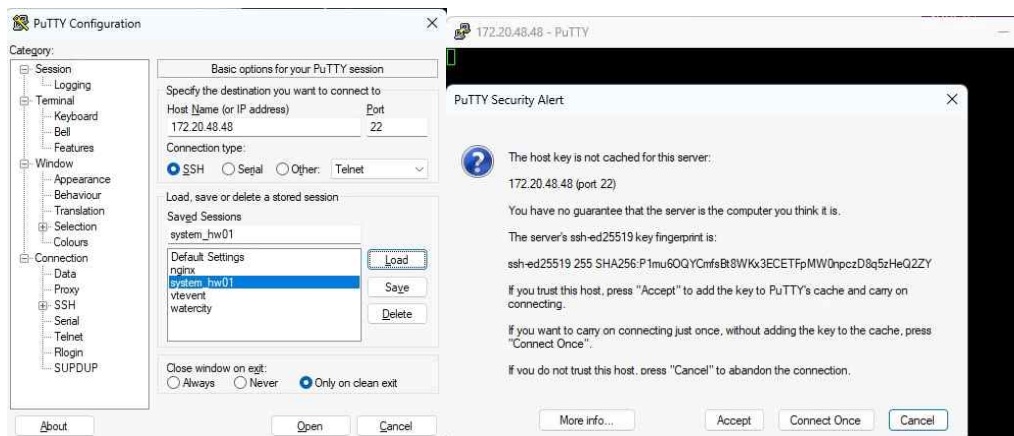 PuTTY Configuration
Category:
Session
Logging
Terminal
Keyboard
Bell
Features
Window
Appearance
Behaviour
Translation
Selection
Colours
Connection
Data
Proxy
SSH
Serial
Telnet
Rlogin
SUPDUP
Basic options for your PuTTY session
Specify the destination you want to connect to
Host Name (or IP address) Port
172.20.48.48 22
Connection type:
SSH Serial Other: Telnet
Load, save or delete a stored session
Saved Sessions
system_hw01
Default Settings
nginx
system_hw01
vtevent
watercity
Load
Save
Delete
Close window on exit:
Always Never Only on clean exit
About Open Cancel
172.20.48.48 - PuTTY
PuTTY Security Alert
The host key is not cached for this server:
172.20.48.48 (port 22)
You have no guarantee that the server is the computer you think it is.
The server's ssh-ed25519 key fingerprint is:
ssh-ed25519 255 SHA256:P1mu6OQYCmfsBt8WKx3ECETFpMW0npczD8q5zHeQ2ZY
If you trust this host, press "Accept" to add the key to PuTTY's cache and carry on
connecting.
If you want to carry on connecting just once, without adding the key to the cache, press
"Connect Once".
If you do not trust this host, press "Cancel" to abandon the connection.
More info... Accept Connect Once Cancel